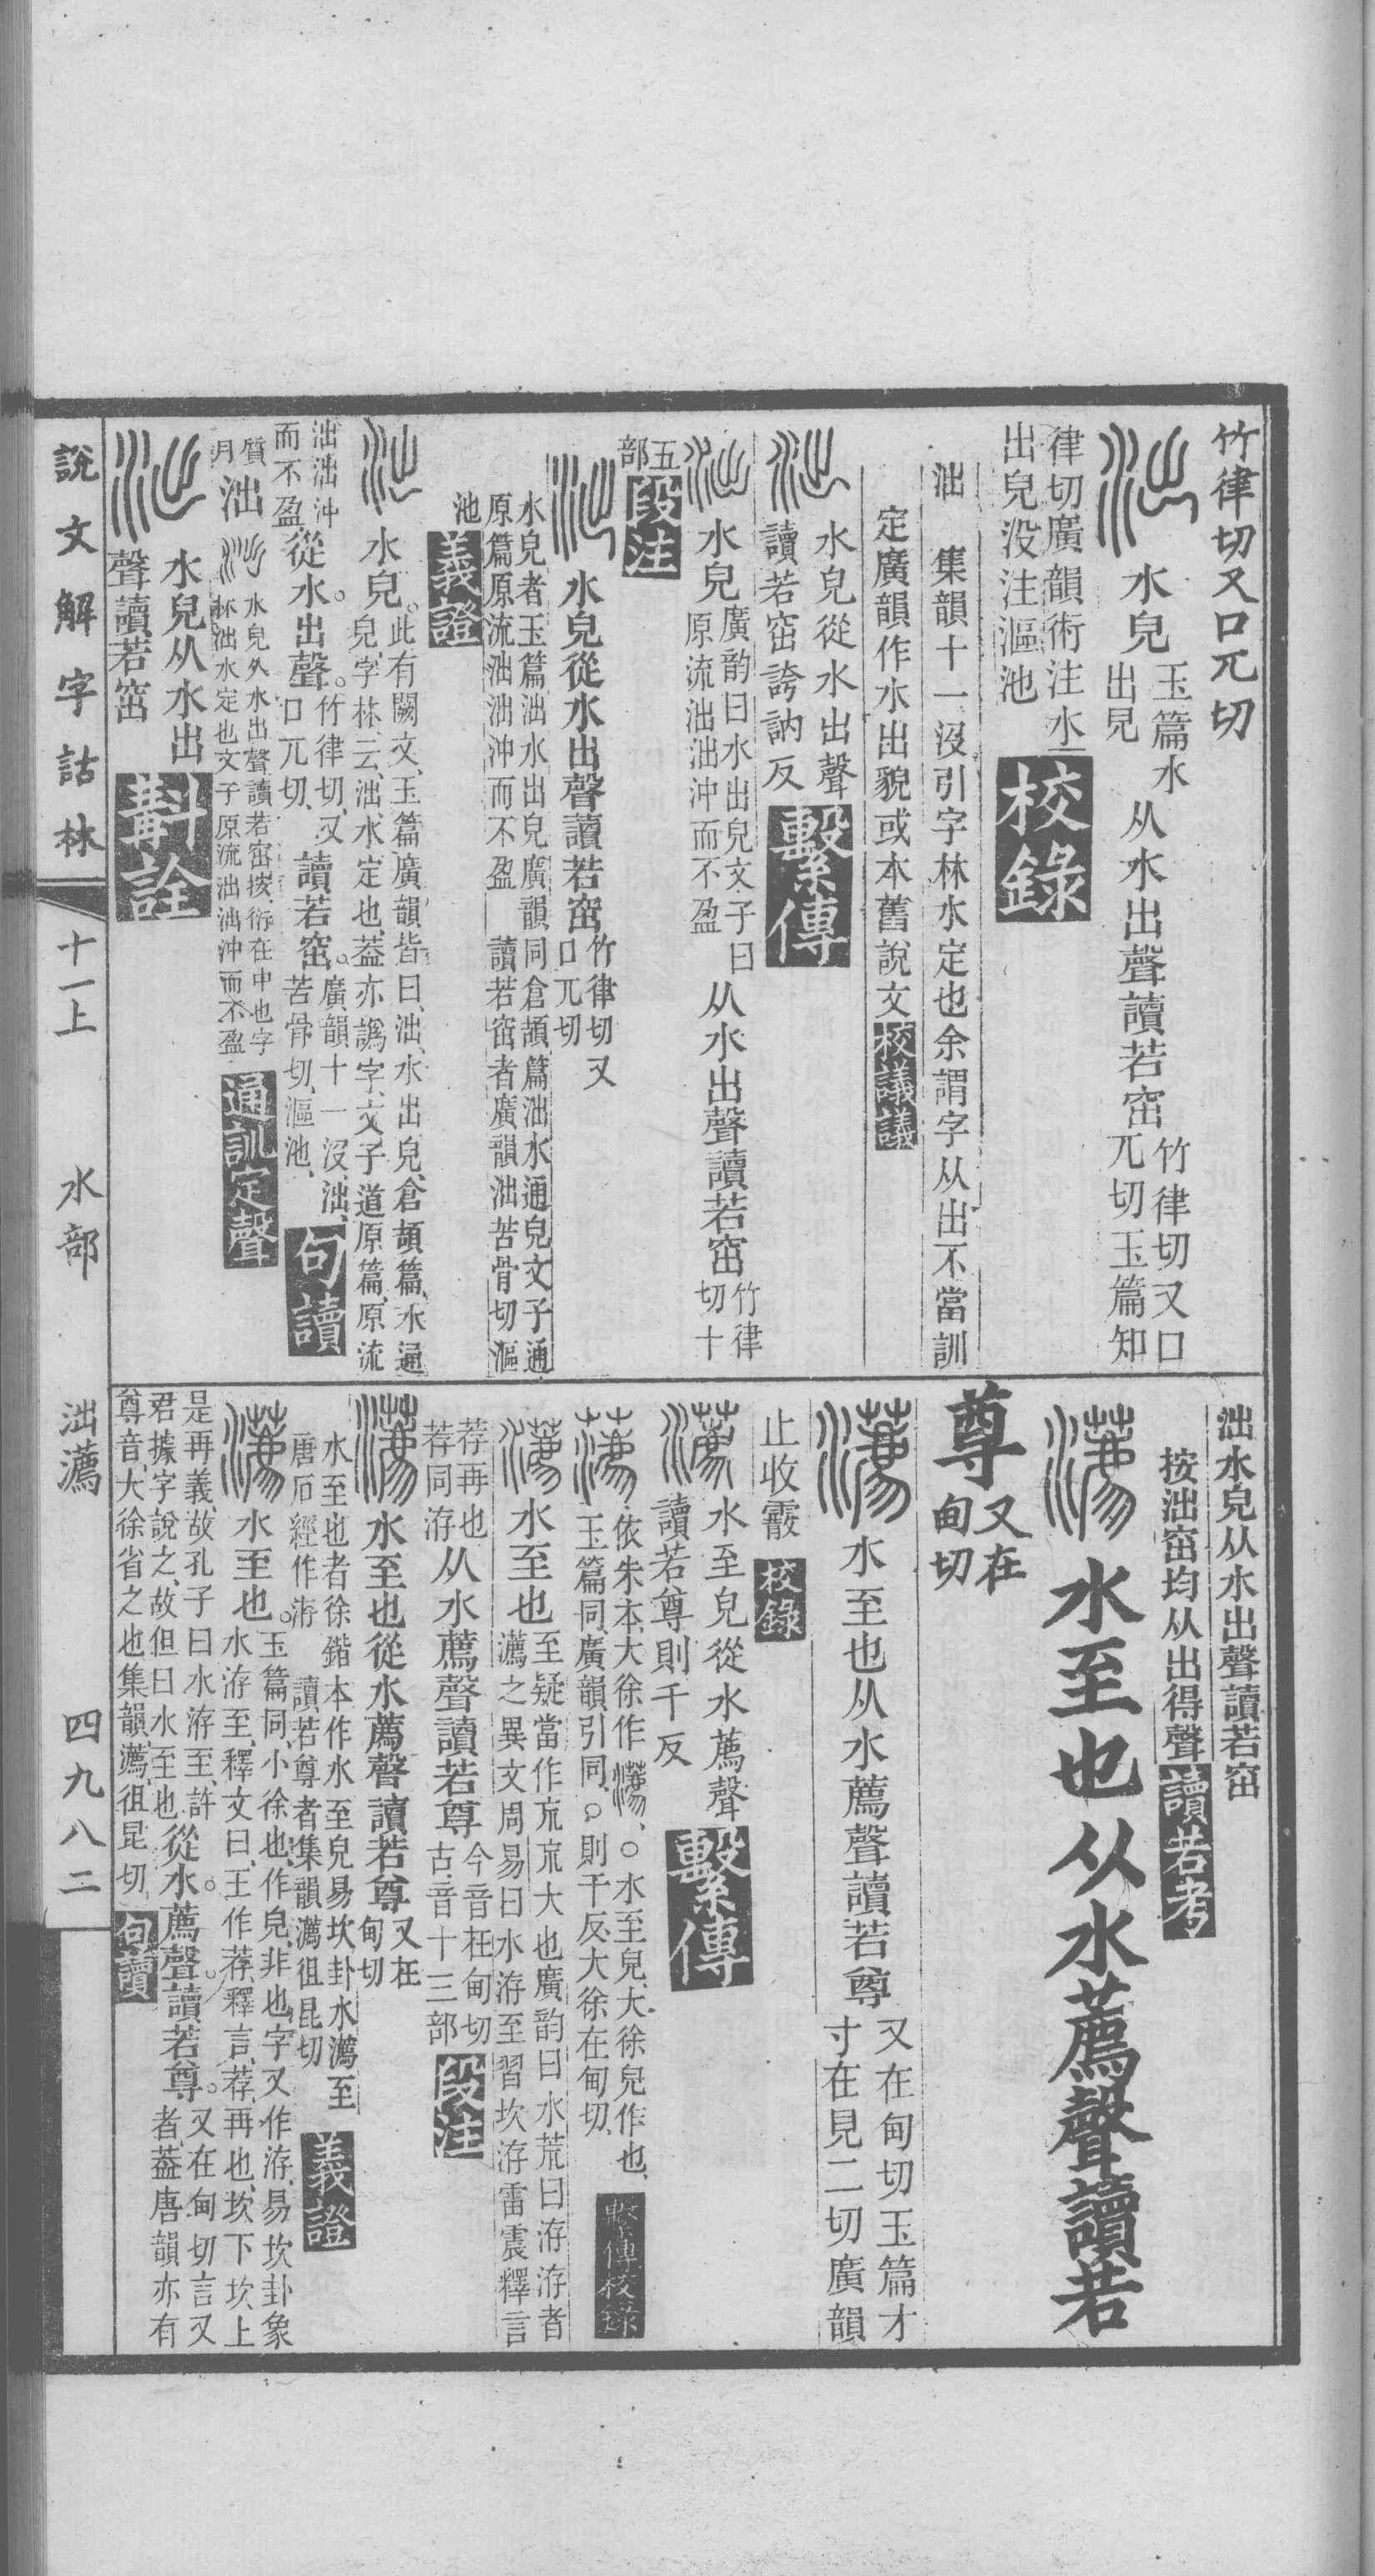 竹律切又口兀切
水皃
玉篇水
出皃
从水出聲讀若窋
竹律切又口
兀切玉篇知
律切廣韻術注水
出皃没注漚池
校錄
泏　集韻十一沒引字林水定也余謂字从出不當訓
定廣韻作水出貌或本舊說文
校議議
水皃從水出聲
讀若窋誇訥反
繫傳
水皃
廣韵曰水出皃文子曰
原流泏泏沖而不盈
从水出聲讀若窋
竹律
切十
五
部
段注
水皃從水出聲讀若窋
竹律切又
口兀切
水皃者玉篇泏水出皃廣韻同倉頡篇泏水通皃文子通
原篇原流泏泏沖而不盈　讀若窋者廣韻泏苦骨切漚
池
義證
水皃。
此有闕文、玉篇廣韻皆曰、泏、水出皃、倉頡篇、水通
皃、字林云、泏、水定也、葢亦譌字、文子道原篇、原流
泏泏沖
而不盈
從水。出聲。
竹律切、又
口兀切、
讀若窋。
廣韻十一沒、泏、
苦骨切、漚池、
句讀
質
月
泏
水皃从水出聲讀若窋按、術在中也字
林泏水定也文子原流泏泏沖而不盈
通訓定聲
水皃从水出
聲讀若窋
斠詮
泏水皃从水出聲讀若窋
按泏窋均从出得聲
讀若考
水至也从水薦聲讀若
尊
又在
甸切
水至也从水薦聲讀若尊
又在甸切玉篇才
寸在見二切廣韻
止收霰
校錄
水至皃從水薦聲
讀若尊則千反
繫傳
依朱本、大徐作瀳、○水至皃、大徐皃作也、
玉篇同、廣韻引同、○則千反、大徐在甸切、
繫傳校錄
水至也
至疑當作巟巟大也廣韵曰水荒曰洊洊者
瀳之異文周易曰水洊至習坎洊雷震釋言
荐再也
荐同洊
从水薦聲讀若尊
今音在甸切
古音十三部
段注
水至也從水薦聲讀若尊
又在
甸切
水至也者徐鍇本作水至皃易坎卦水瀳至
唐石經作洊　讀若尊者集韻瀳徂昆切
義證
水至也。
玉篇同、小徐也、作皃、非也、字又作洊、易坎卦象
水洊至、釋文曰、王作荐、釋言、荐、再也、坎下坎上
是再義、故孔子曰水洊至、許
君據字說之、故但曰水至也
從水。薦聲。讀若尊。
又在甸切言又
者、葢唐韻亦有
尊音、大徐省之也集韻、瀳、徂昆切
句讀
說文解字詁林
十一上
水部
泏瀳
四九八二